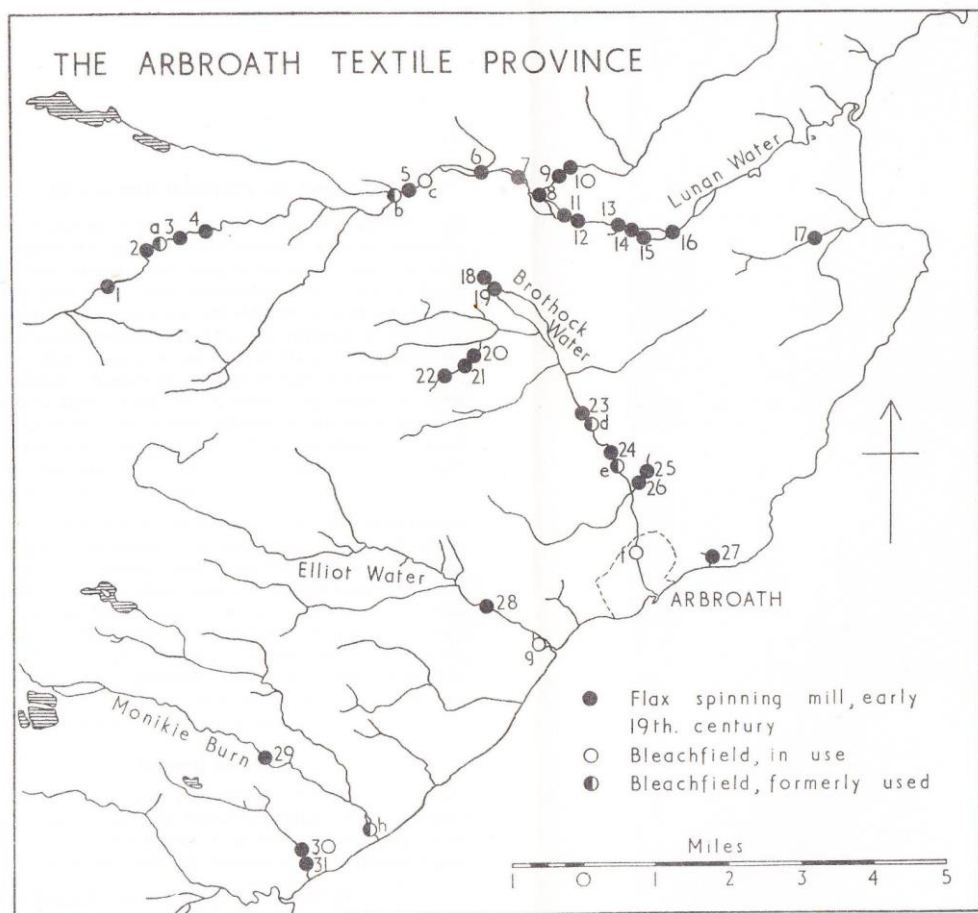 THE ARBROATH TEXTILE PROVINCE
5
6
7
c
b
9
10
8
11
12
13
14
15
16
Lunan Water
17
a
3
4
2
1
18
19
Brothock
Water
20
21
22
23
d
24
e
25
26
f
27
ARBROATH
Elliot Water
28
g
Monikie Burn
29
h
30
31
Flax spinning mill, early
19th. century
Bleachfield, in use
Bleachfield, formerly used
Miles
1 0 1 2 3 4 5